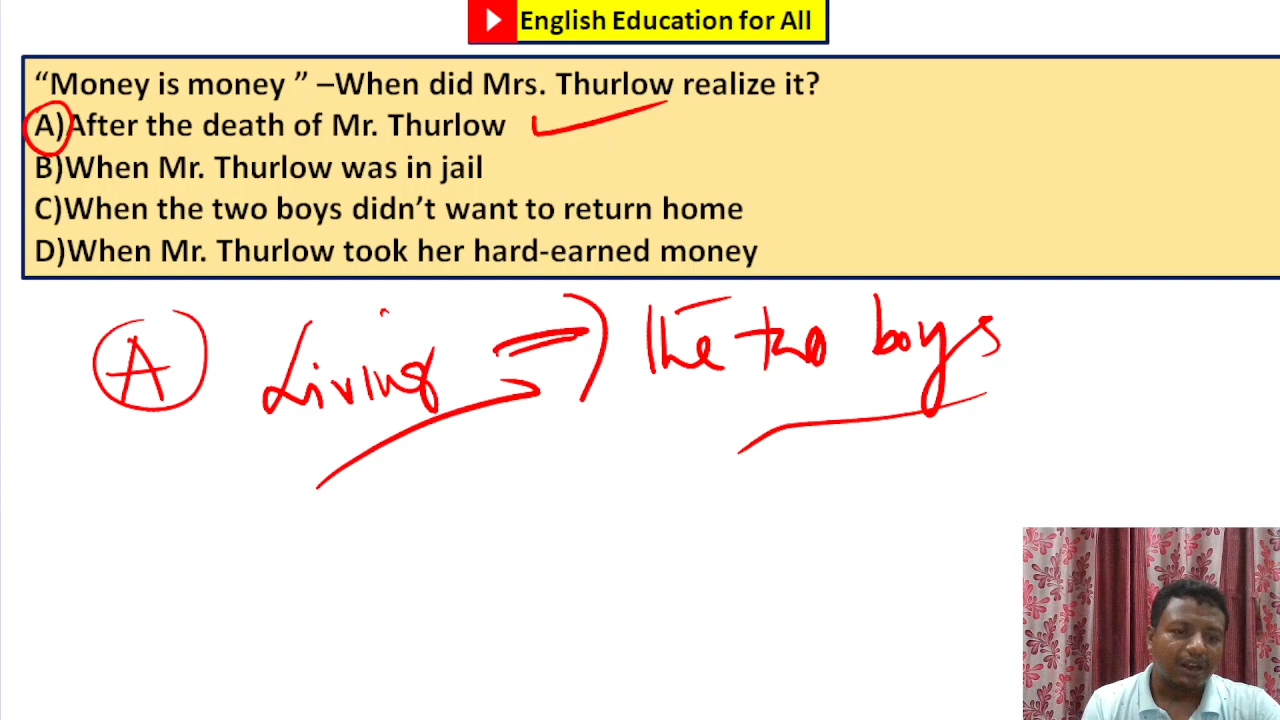 English Education for All
“Money is money ” –When did Mrs. Thurlow realize it?
A)After the death of Mr. Thurlow
B)When Mr. Thurlow was in jail
C)When the two boys didn’t want to return home
D)When Mr. Thurlow took her hard-earned money
A Living the two boys